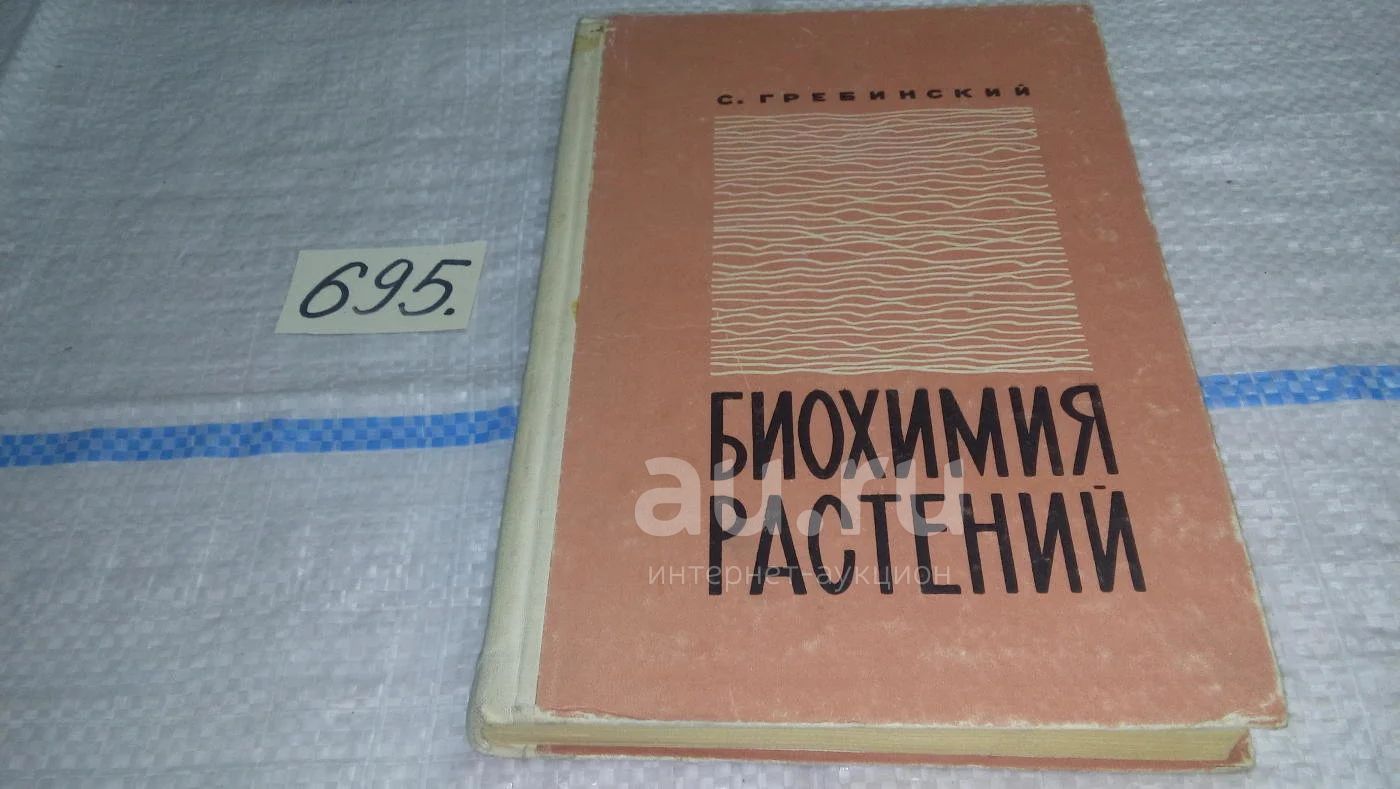 С. ГРЕБИНСКИЙ
695.
БИОХИМИЯ
РАСТЕНИЙ
au.ru
интернет-аукцион